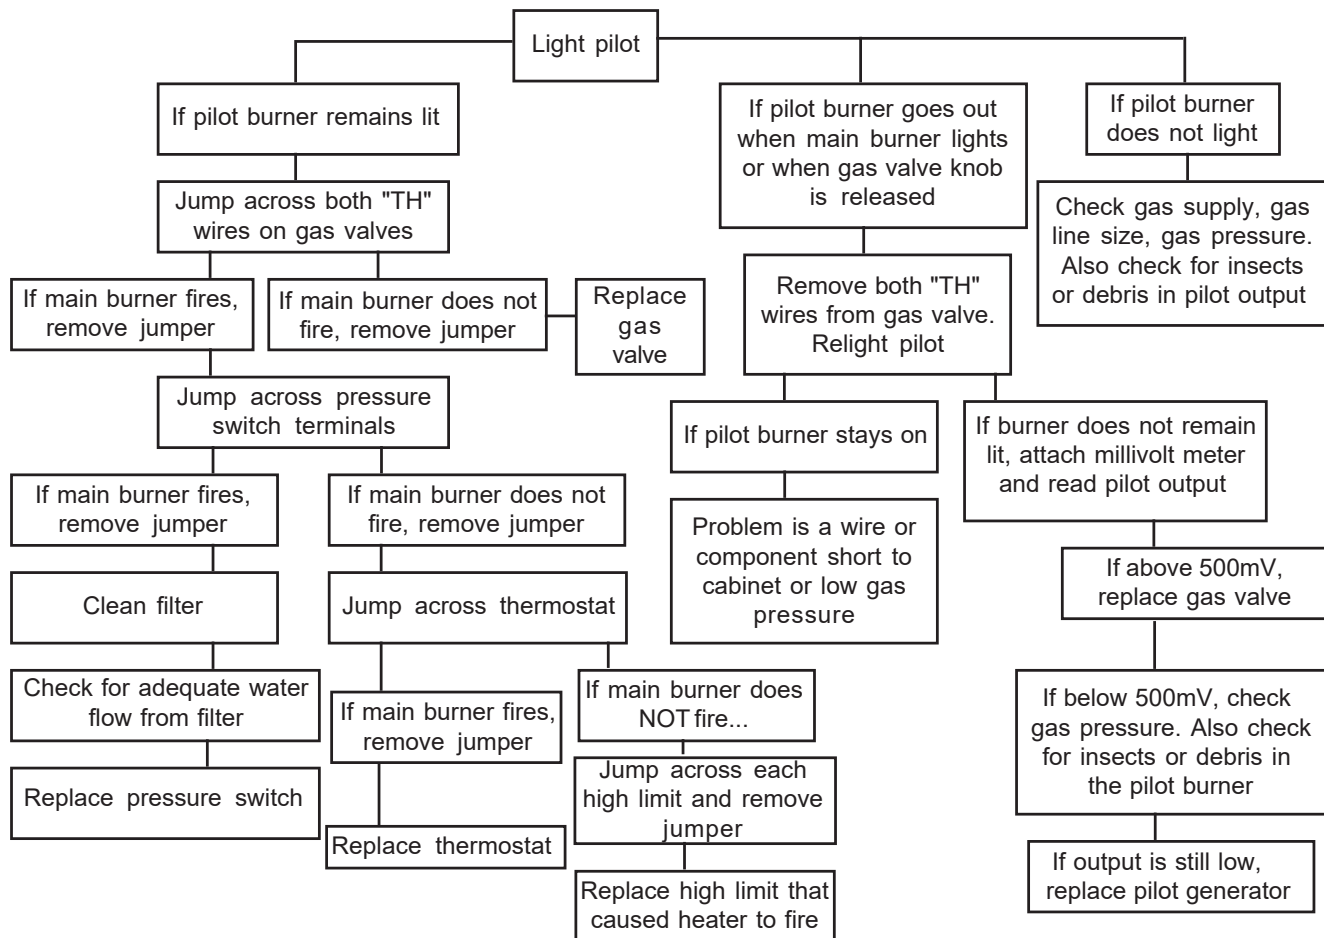 Light pilot
If pilot burner remains lit
Jump across both "TH"
wires on gas valves
If main burner fires,
remove jumper
If main burner does not
fire, remove jumper
Replace
gas
valve
Jump across pressure
switch terminals
If main burner fires,
remove jumper
If main burner does not
fire, remove jumper
Clean filter
Jump across thermostat
Check for adequate water
flow from filter
If main burner fires,
remove jumper
If main burner does
NOT fire...
Replace pressure switch
Replace thermostat
Jump across each
high limit and remove
jumper
Replace high limit that
caused heater to fire
If pilot burner goes out
when main burner lights
or when gas valve knob
is released
Remove both "TH"
wires from gas valve.
Relight pilot
If pilot burner stays on
Problem is a wire or
component short to
cabinet or low gas
pressure
If burner does not remain
lit, attach millivolt meter
and read pilot output
If above 500mV,
replace gas valve
If below 500mV, check
gas pressure. Also check
for insects or debris in
the pilot burner
If output is still low,
replace pilot generator
If pilot burner
does not light
Check gas supply, gas
line size, gas pressure.
Also check for insects
or debris in pilot output